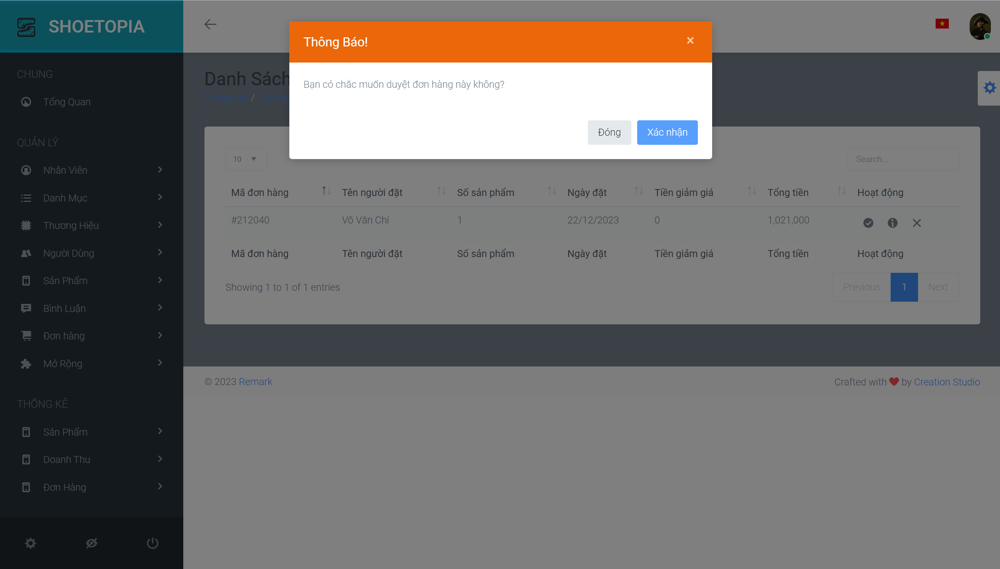 SHOETOPIA
CHUNG
Tổng Quan
QUẢN LÝ
Nhân Viên
Danh Mục
Thương Hiệu
Người Dùng
Sản Phẩm
Bình Luận
Đơn hàng
Mở Rộng
THỐNG KÊ
Sản Phẩm
Doanh Thu
Đơn Hàng
Thông Báo!
×
Bạn có chắc muốn duyệt đơn hàng này không?
Đóng Xác nhận
Danh Sách
Trang chủ / Đơn
10
Search...
Mã đơn hàng Tên người đặt Số sản phẩm Ngày đặt Tiền giảm giá Tổng tiền Hoạt động
#212040 Võ Văn Chí 1 22/12/2023 0 1,021,000
Mã đơn hàng Tên người đặt Số sản phẩm Ngày đặt Tiền giảm giá Tổng tiền Hoạt động
Showing 1 to 1 of 1 entries
Previous 1 Next
© 2023 Remark
Crafted with ❤ by Creation Studio